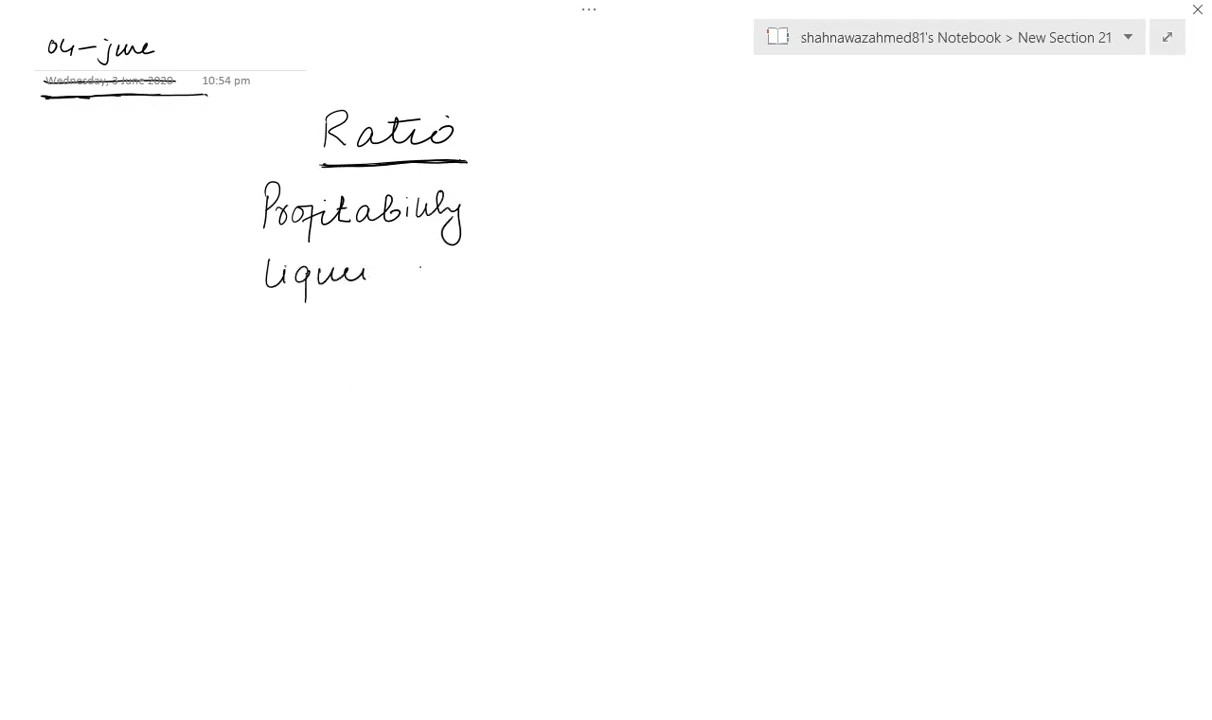 shahnawazahmed81's Notebook > New Section 21
04-june
Wednesday, 3 June 2020 10:54 pm
Ratio
Profitability
liqui